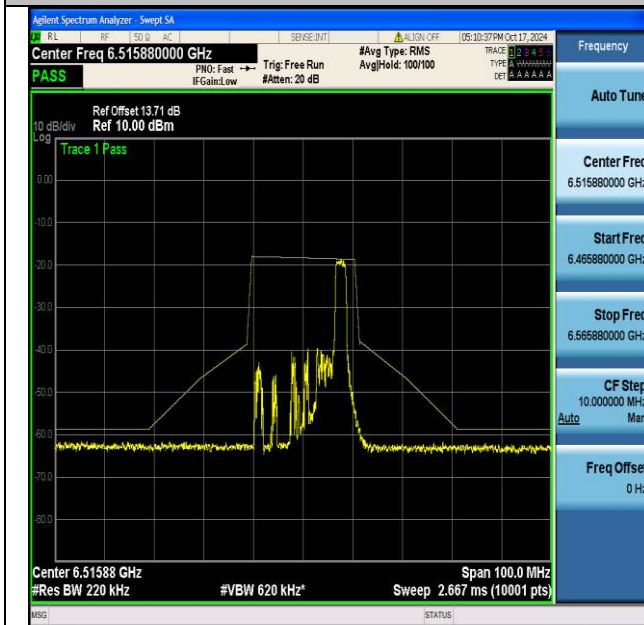 Agilent Spectrum Analyzer - Swept SA
RL RF 50 Ω AC SENSE:INT ALIGN OFF 05:10:37PM Oct 17, 2024
Center Freq 6.515880000 GHz
PASS
PNO: Fast
IFGain:Low
Trig: Free Run
#Atten: 20 dB
#Avg Type: RMS
Avg|Hold: 100/100
TRACE 1 2 3 4 5 6
TYPE A
DET A A A A A A
Ref Offset 13.71 dB
10 dB/div Ref 10.00 dBm
Log
Trace 1 Pass
0.00
-10.0
-20.0
-30.0
-40.0
-50.0
-60.0
-70.0
-80.0
Center 6.51588 GHz Span 100.0 MHz
#Res BW 220 kHz #VBW 620 kHz* Sweep 2.667 ms (10001 pts)
MSG STATUS
Frequency
Auto Tune
Center Freq
6.515880000 GHz
Start Freq
6.465880000 GHz
Stop Freq
6.565880000 GHz
CF Step
10.000000 MHz
Auto Man
Freq Offset
0 Hz